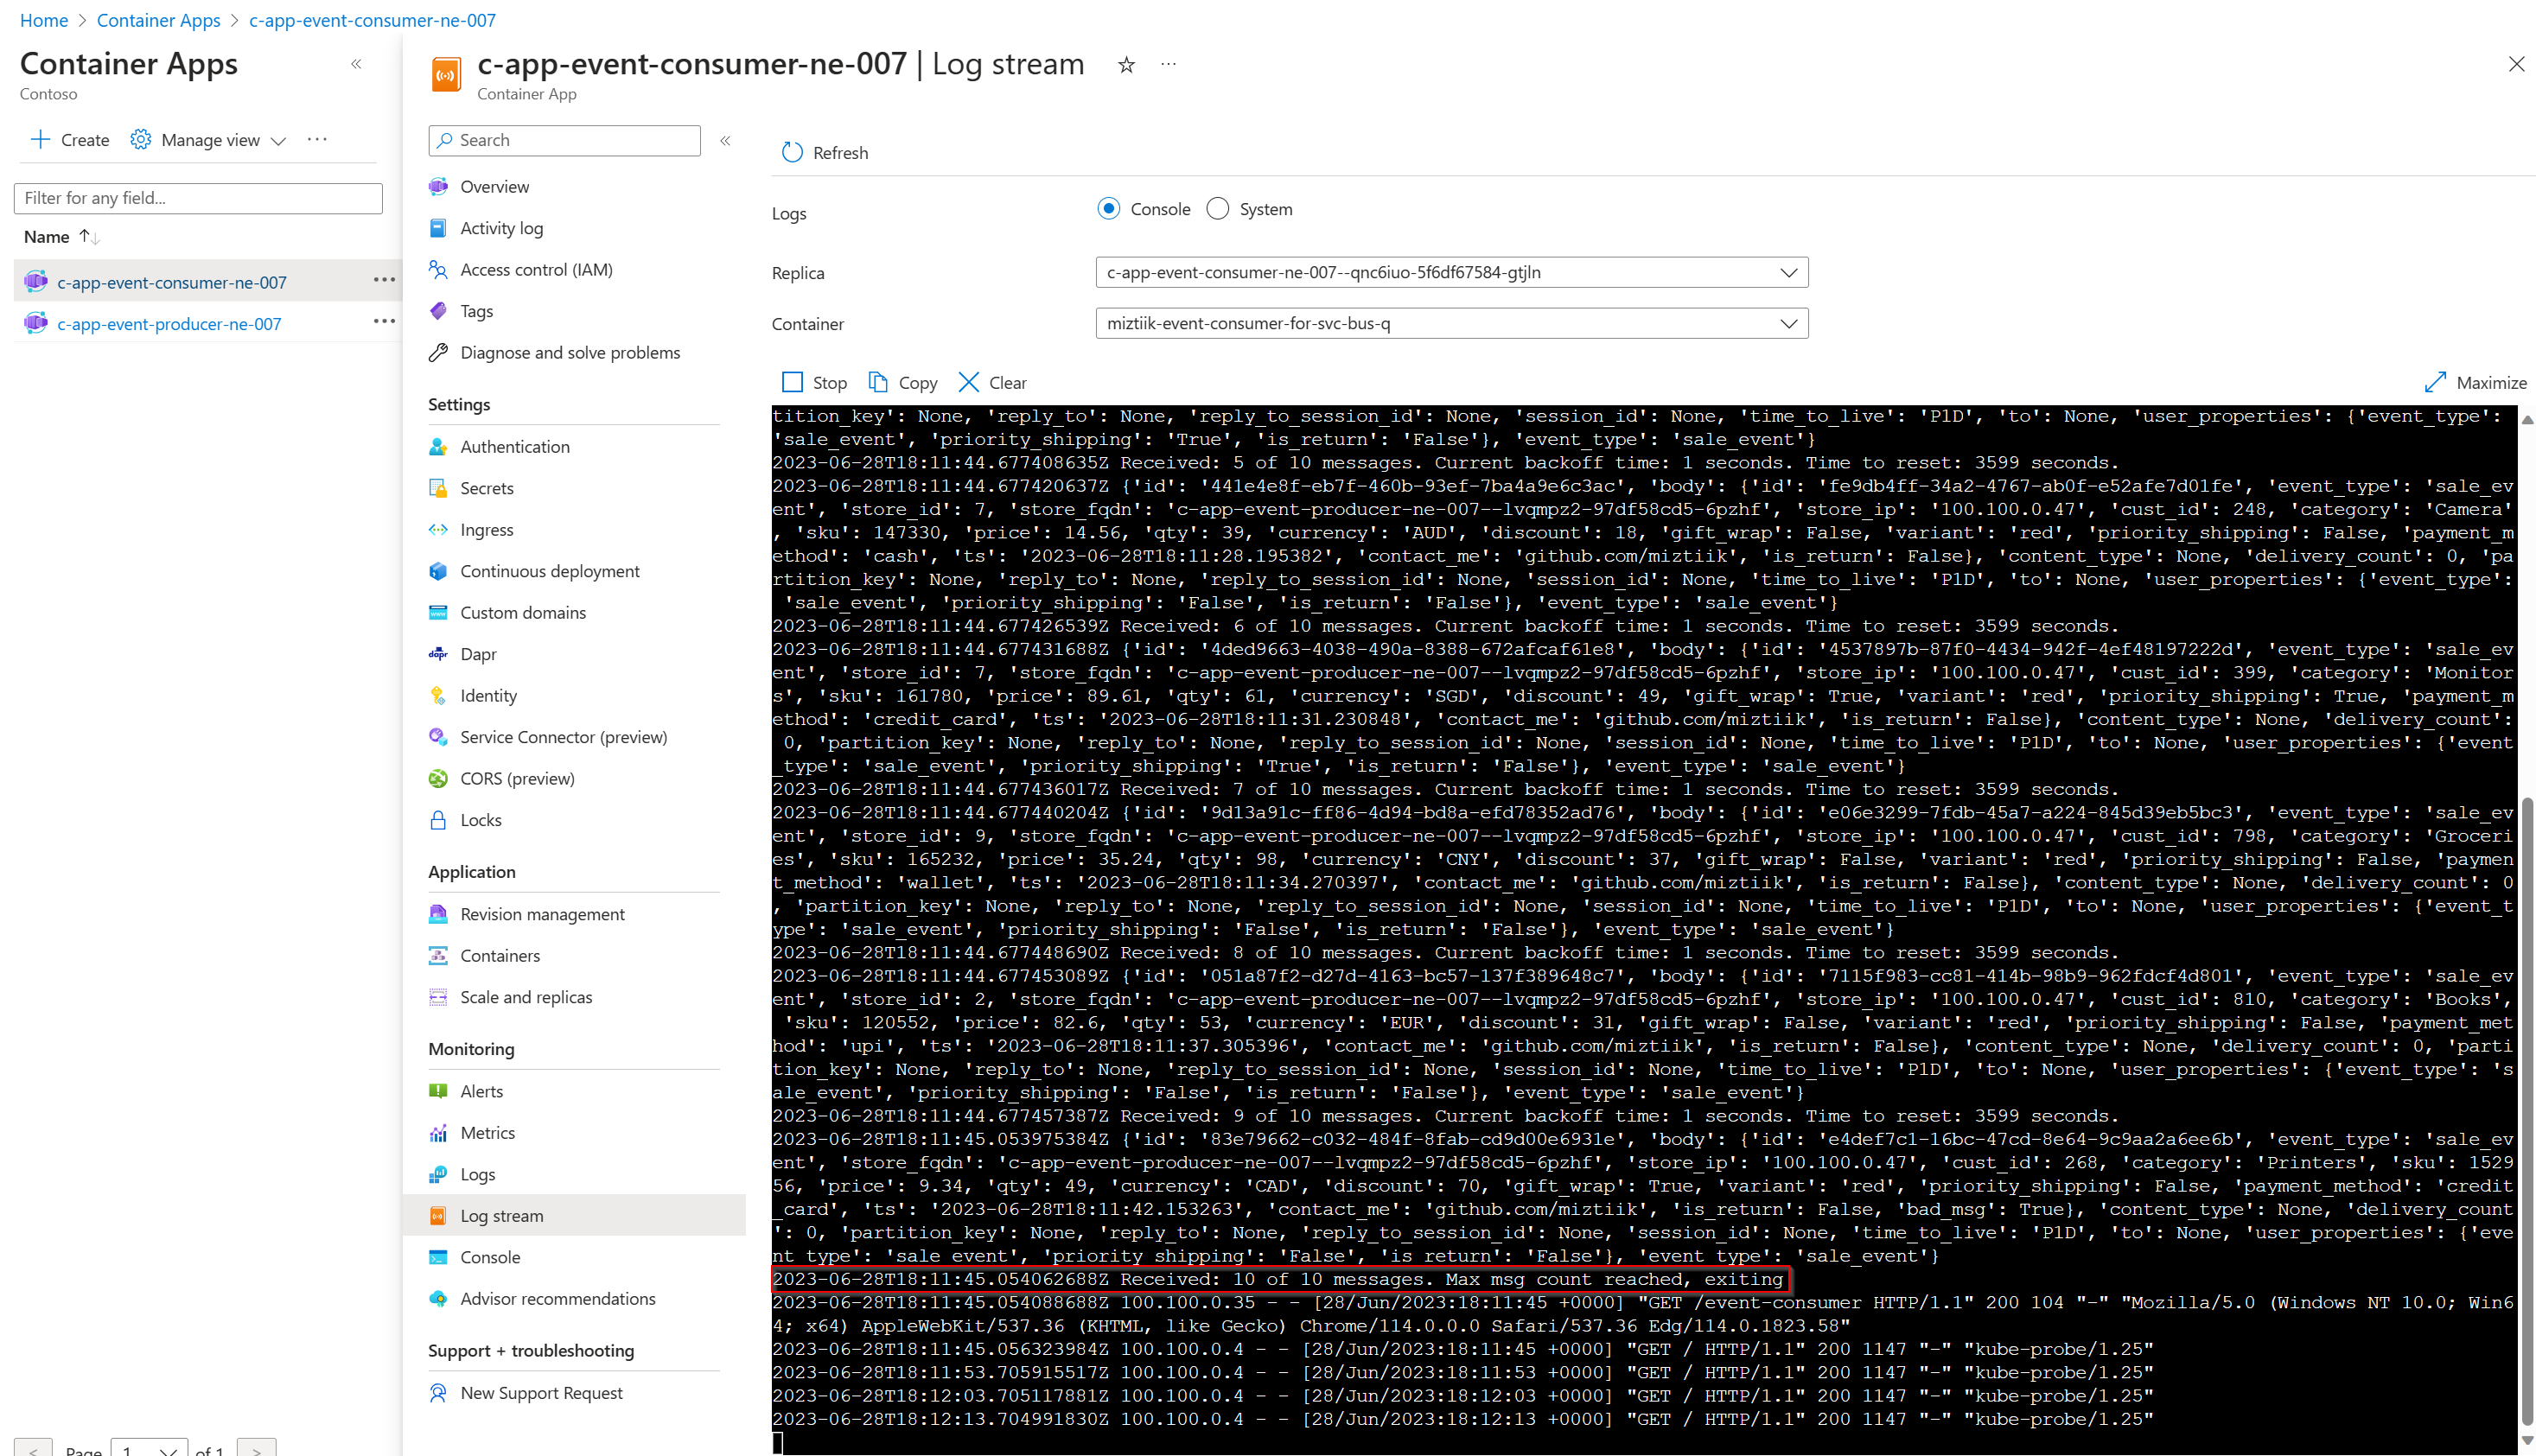 Home > Container Apps > c-app-event-consumer-ne-007
Container Apps
Contoso
Create
Manage view
Filter for any field...
Name
c-app-event-consumer-ne-007
c-app-event-producer-ne-007
Page 1 of 1
c-app-event-consumer-ne-007 | Log stream
Container App
Search
Overview
Activity log
Access control (IAM)
Tags
Diagnose and solve problems
Settings
Authentication
Secrets
Ingress
Continuous deployment
Custom domains
Dapr
Identity
Service Connector (preview)
CORS (preview)
Locks
Application
Revision management
Containers
Scale and replicas
Monitoring
Alerts
Metrics
Logs
Log stream
Console
Advisor recommendations
Support + troubleshooting
New Support Request
Refresh
Logs Console System
Replica c-app-event-consumer-ne-007--qnc6iuo-5f6df67584-gtjln
Container miztiik-event-consumer-for-svc-bus-q
Stop Copy Clear Maximize
tition_key': None, 'reply_to': None, 'reply_to_session_id': None, 'session_id': None, 'time_to_live': 'P1D', 'to': None, 'user_properties': {'event_type':
'sale_event', 'priority_shipping': 'True', 'is_return': 'False'}, 'event_type': 'sale_event'}
2023-06-28T18:11:44.677408635Z Received: 5 of 10 messages. Current backoff time: 1 seconds. Time to reset: 3599 seconds.
2023-06-28T18:11:44.677420637Z {'id': '441e4e8f-eb7f-460b-93ef-7ba4a9e6c3ac', 'body': {'id': 'fe9db4ff-34a2-4767-ab0f-e52afe7d01fe', 'event_type': 'sale_ev
ent', 'store_id': 7, 'store_fqdn': 'c-app-event-producer-ne-007--lvqmpz2-97df58cd5-6pzhf', 'store_ip': '100.100.0.47', 'cust_id': 248, 'category': 'Camera'
, 'sku': 147330, 'price': 14.56, 'qty': 39, 'currency': 'AUD', 'discount': 18, 'gift_wrap': False, 'variant': 'red', 'priority_shipping': False, 'payment_m
ethod': 'cash', 'ts': '2023-06-28T18:11:28.195382', 'contact_me': 'github.com/miztiik', 'is_return': False}, 'content_type': None, 'delivery_count': 0, 'pa
rtition_key': None, 'reply_to': None, 'reply_to_session_id': None, 'session_id': None, 'time_to_live': 'P1D', 'to': None, 'user_properties': {'event_type':
'sale_event', 'priority_shipping': 'False', 'is_return': 'False'}, 'event_type': 'sale_event'}
2023-06-28T18:11:44.677426539Z Received: 6 of 10 messages. Current backoff time: 1 seconds. Time to reset: 3599 seconds.
2023-06-28T18:11:44.677431688Z {'id': '4ded9663-4038-490a-8388-672afcaf61e8', 'body': {'id': '4537897b-87f0-4434-942f-4ef48197222d', 'event_type': 'sale_ev
ent', 'store_id': 7, 'store_fqdn': 'c-app-event-producer-ne-007--lvqmpz2-97df58cd5-6pzhf', 'store_ip': '100.100.0.47', 'cust_id': 399, 'category': 'Monitor
s', 'sku': 161780, 'price': 89.61, 'qty': 61, 'currency': 'SGD', 'discount': 49, 'gift_wrap': True, 'variant': 'red', 'priority_shipping': True, 'payment_m
ethod': 'credit_card', 'ts': '2023-06-28T18:11:31.230848', 'contact_me': 'github.com/miztiik', 'is_return': False}, 'content_type': None, 'delivery_count':
0, 'partition_key': None, 'reply_to': None, 'reply_to_session_id': None, 'session_id': None, 'time_to_live': 'P1D', 'to': None, 'user_properties': {'event
_type': 'sale_event', 'priority_shipping': 'True', 'is_return': 'False'}, 'event_type': 'sale_event'}
2023-06-28T18:11:44.677436017Z Received: 7 of 10 messages. Current backoff time: 1 seconds. Time to reset: 3599 seconds.
2023-06-28T18:11:44.677440204Z {'id': '9d13a91c-ff86-4d94-bd8a-efd78352ad76', 'body': {'id': 'e06e3299-7fdb-45a7-a224-845d39eb5bc3', 'event_type': 'sale_ev
ent', 'store_id': 9, 'store_fqdn': 'c-app-event-producer-ne-007--lvqmpz2-97df58cd5-6pzhf', 'store_ip': '100.100.0.47', 'cust_id': 798, 'category': 'Groceri
es', 'sku': 165232, 'price': 35.24, 'qty': 98, 'currency': 'CNY', 'discount': 37, 'gift_wrap': False, 'variant': 'red', 'priority_shipping': False, 'paymen
t_method': 'wallet', 'ts': '2023-06-28T18:11:34.270397', 'contact_me': 'github.com/miztiik', 'is_return': False}, 'content_type': None, 'delivery_count': 0
, 'partition_key': None, 'reply_to': None, 'reply_to_session_id': None, 'session_id': None, 'time_to_live': 'P1D', 'to': None, 'user_properties': {'event_t
ype': 'sale_event', 'priority_shipping': 'False', 'is_return': 'False'}, 'event_type': 'sale_event'}
2023-06-28T18:11:44.677448690Z Received: 8 of 10 messages. Current backoff time: 1 seconds. Time to reset: 3599 seconds.
2023-06-28T18:11:44.677453089Z {'id': '051a87f2-d27d-4163-bc57-137f389648c7', 'body': {'id': '7115f983-cc81-414b-98b9-962fdcf4d801', 'event_type': 'sale_ev
ent', 'store_id': 2, 'store_fqdn': 'c-app-event-producer-ne-007--lvqmpz2-97df58cd5-6pzhf', 'store_ip': '100.100.0.47', 'cust_id': 810, 'category': 'Books',
'sku': 120552, 'price': 82.6, 'qty': 53, 'currency': 'EUR', 'discount': 31, 'gift_wrap': False, 'variant': 'red', 'priority_shipping': False, 'payment_met
hod': 'upi', 'ts': '2023-06-28T18:11:37.305396', 'contact_me': 'github.com/miztiik', 'is_return': False}, 'content_type': None, 'delivery_count': 0, 'parti
tion_key': None, 'reply_to': None, 'reply_to_session_id': None, 'session_id': None, 'time_to_live': 'P1D', 'to': None, 'user_properties': {'event_type': 's
ale_event', 'priority_shipping': 'False', 'is_return': 'False'}, 'event_type': 'sale_event'}
2023-06-28T18:11:44.677457387Z Received: 9 of 10 messages. Current backoff time: 1 seconds. Time to reset: 3599 seconds.
2023-06-28T18:11:45.053975384Z {'id': '83e79662-c032-484f-8fab-cd9d00e6931e', 'body': {'id': 'e4def7c1-16bc-47cd-8e64-9c9aa2a6ee6b', 'event_type': 'sale_ev
ent', 'store_fqdn': 'c-app-event-producer-ne-007--lvqmpz2-97df58cd5-6pzhf', 'store_ip': '100.100.0.47', 'cust_id': 268, 'category': 'Printers', 'sku': 1529
56, 'price': 9.34, 'qty': 49, 'currency': 'CAD', 'discount': 70, 'gift_wrap': True, 'variant': 'red', 'priority_shipping': False, 'payment_method': 'credit
_card', 'ts': '2023-06-28T18:11:42.153263', 'contact_me': 'github.com/miztiik', 'is_return': False, 'bad_msg': True}, 'content_type': None, 'delivery_count
': 0, 'partition_key': None, 'reply_to': None, 'reply_to_session_id': None, 'session_id': None, 'time_to_live': 'P1D', 'to': None, 'user_properties': {'eve
nt_type': 'sale_event', 'priority_shipping': 'False', 'is_return': 'False'}, 'event_type': 'sale_event'}
2023-06-28T18:11:45.054062688Z Received: 10 of 10 messages. Max msg count reached, exiting
2023-06-28T18:11:45.054088688Z 100.100.0.35 - - [28/Jun/2023:18:11:45 +0000] "GET /event-consumer HTTP/1.1" 200 104 "-" "Mozilla/5.0 (Windows NT 10.0; Win6
4; x64) AppleWebKit/537.36 (KHTML, like Gecko) Chrome/114.0.0.0 Safari/537.36 Edg/114.0.1823.58"
2023-06-28T18:11:45.056323984Z 100.100.0.4 - - [28/Jun/2023:18:11:45 +0000] "GET / HTTP/1.1" 200 1147 "-" "kube-probe/1.25"
2023-06-28T18:11:53.705915517Z 100.100.0.4 - - [28/Jun/2023:18:11:53 +0000] "GET / HTTP/1.1" 200 1147 "-" "kube-probe/1.25"
2023-06-28T18:12:03.705117881Z 100.100.0.4 - - [28/Jun/2023:18:12:03 +0000] "GET / HTTP/1.1" 200 1147 "-" "kube-probe/1.25"
2023-06-28T18:12:13.704991830Z 100.100.0.4 - - [28/Jun/2023:18:12:13 +0000] "GET / HTTP/1.1" 200 1147 "-" "kube-probe/1.25"